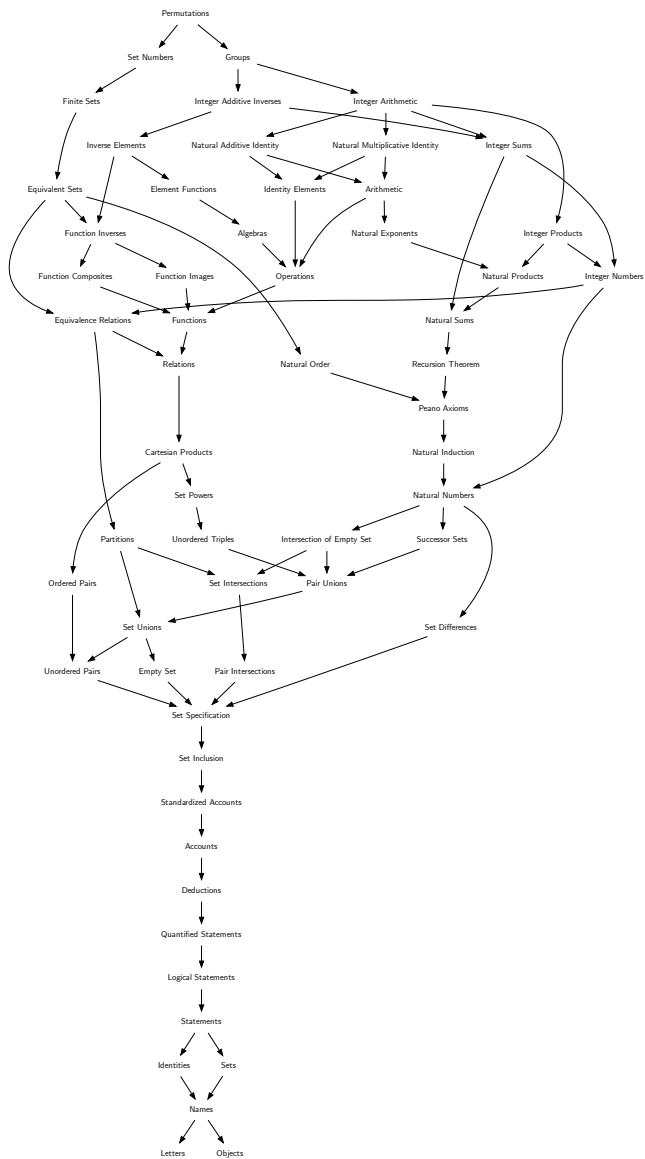 Permutations
Set Numbers
Groups
Finite Sets
Integer Additive Inverses
Integer Arithmetic
Inverse Elements
Natural Additive Identity
Natural Multiplicative Identity
Integer Sums
Equivalent Sets
Element Functions
Identity Elements
Arithmetic
Function Inverses
Algebras
Natural Exponents
Integer Products
Function Composites
Function Images
Operations
Natural Products
Integer Numbers
Equivalence Relations
Functions
Natural Sums
Relations
Natural Order
Recursion Theorem
Peano Axioms
Cartesian Products
Natural Induction
Set Powers
Natural Numbers
Partitions
Unordered Triples
Intersection of Empty Set
Successor Sets
Ordered Pairs
Set Intersections
Pair Unions
Set Unions
Set Differences
Unordered Pairs
Empty Set
Pair Intersections
Set Specification
Set Inclusion
Standardized Accounts
Accounts
Deductions
Quantified Statements
Logical Statements
Statements
Identities
Sets
Names
Letters
Objects